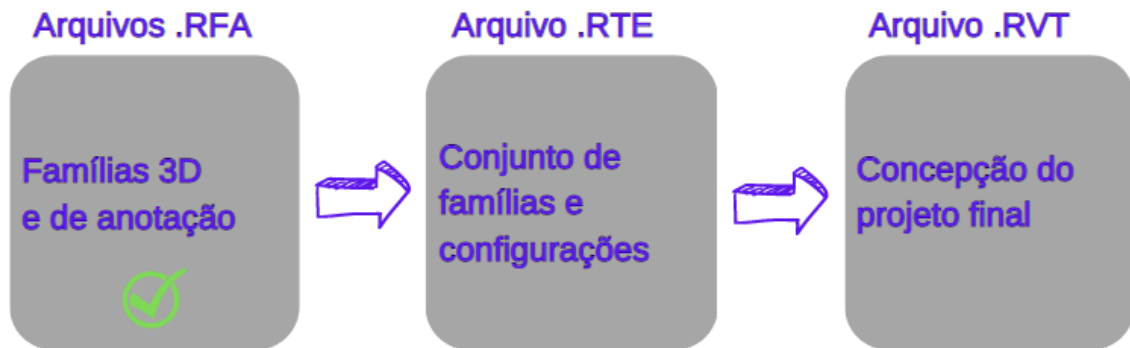 Arquivos .RFA
Arquivo .RTE
Arquivo .RVT
Famílias 3D
e de anotação
Conjunto de
famílias e
configurações
Concepção do
projeto final